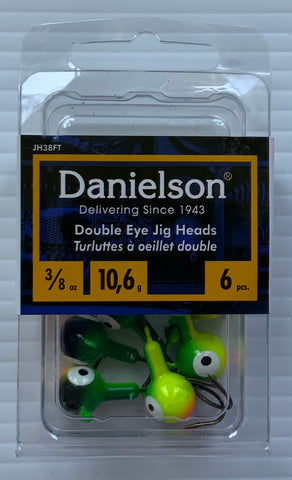 JH38FT
Danielson®
Delivering Since 1943
Double Eye Jig Heads
Turluttes à oeillet double
3/8 oz 10,6 g 6 pcs.